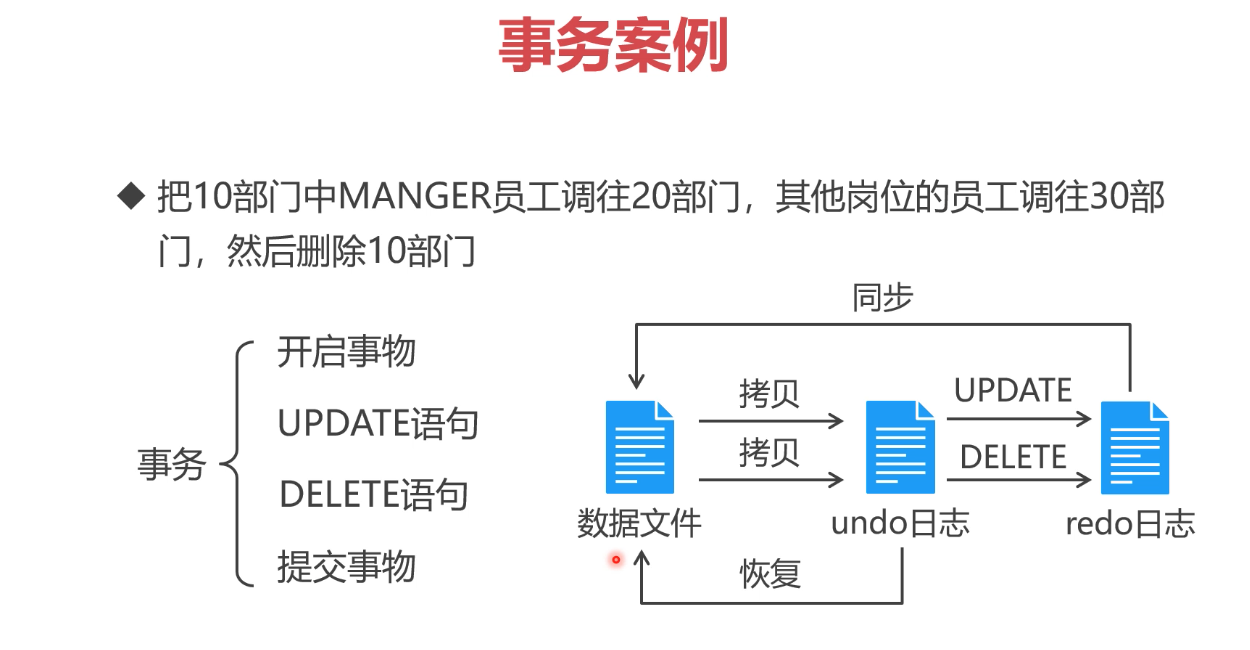 事务案例
◆ 把10部门中MANGER员工调往20部门，其他岗位的员工调往30部
门，然后删除10部门
同步
开启事物
UPDATE语句
事务
DELETE语句
提交事物
拷贝
UPDATE
拷贝
DELETE
数据文件
undo日志
redo日志
恢复